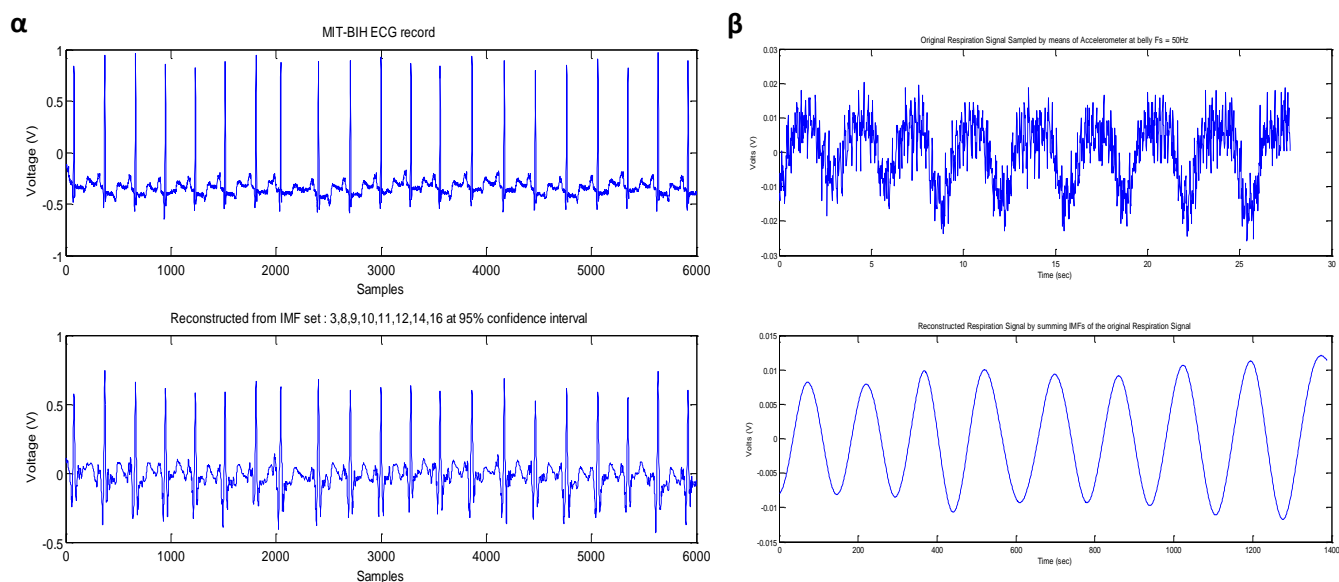 α
MIT-BIH ECG record
Voltage (V)
1
0.5
0
-0.5
-1
0 1000 2000 3000 4000 5000 6000
Samples
Reconstructed from IMF set : 3,8,9,10,11,12,14,16 at 95% confidence interval
Voltage (V)
1
0.5
0
-0.5
0 1000 2000 3000 4000 5000 6000
Samples
β
Original Respiration Signal Sampled by means of Accelerometer at belly Fs = 50Hz
Volts (V)
0.03
0.02
0.01
0
-0.01
-0.02
-0.03
0 5 10 15 20 25 30
Time (sec)
Reconstructed Respiration Signal by summing IMFs of the original Respiration Signal
Volts (V)
0.015
0.01
0.005
0
-0.005
-0.01
-0.015
0 200 400 600 800 1000 1200 1400
Time (sec)